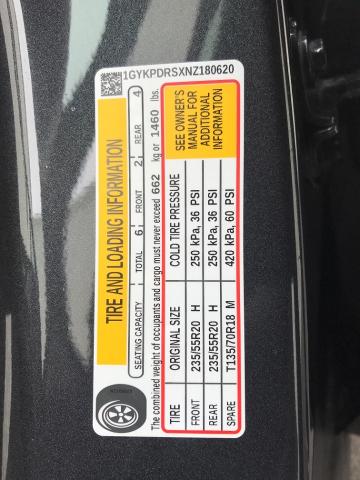 1GYKPDRSXNZ180620
TIRE AND LOADING INFORMATION
SEATING CAPACITY TOTAL 6 FRONT 2 REAR 4
The combined weight of occupants and cargo must never exceed 662 kg or 1460 lbs.
TIRE ORIGINAL SIZE COLD TIRE PRESSURE
FRONT 235/55R20 H 250 kPa, 36 PSI
REAR 235/55R20 H 250 kPa, 36 PSI
SPARE T135/70R18 M 420 kPa, 60 PSI
SEE OWNER'S
MANUAL FOR
ADDITIONAL
INFORMATION